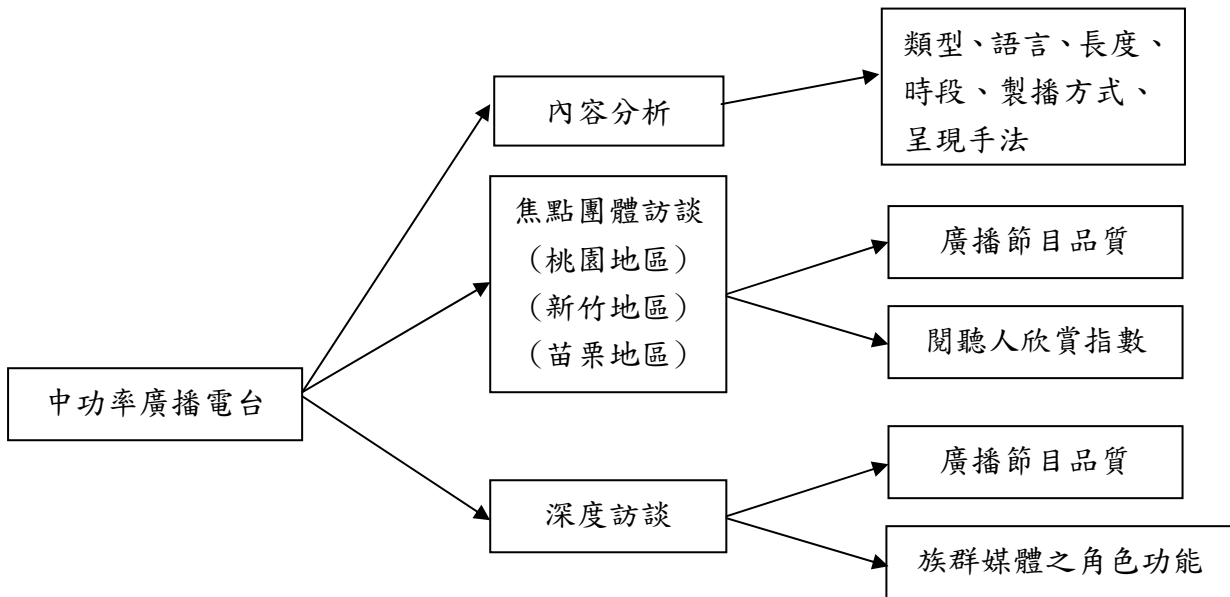 類型、語言、長度、
時段、製播方式、
呈現手法
內容分析
焦點團體訪談
（桃園地區）
（新竹地區）
（苗栗地區）
廣播節目品質
閱聽人欣賞指數
中功率廣播電台
廣播節目品質
深度訪談
族群媒體之角色功能